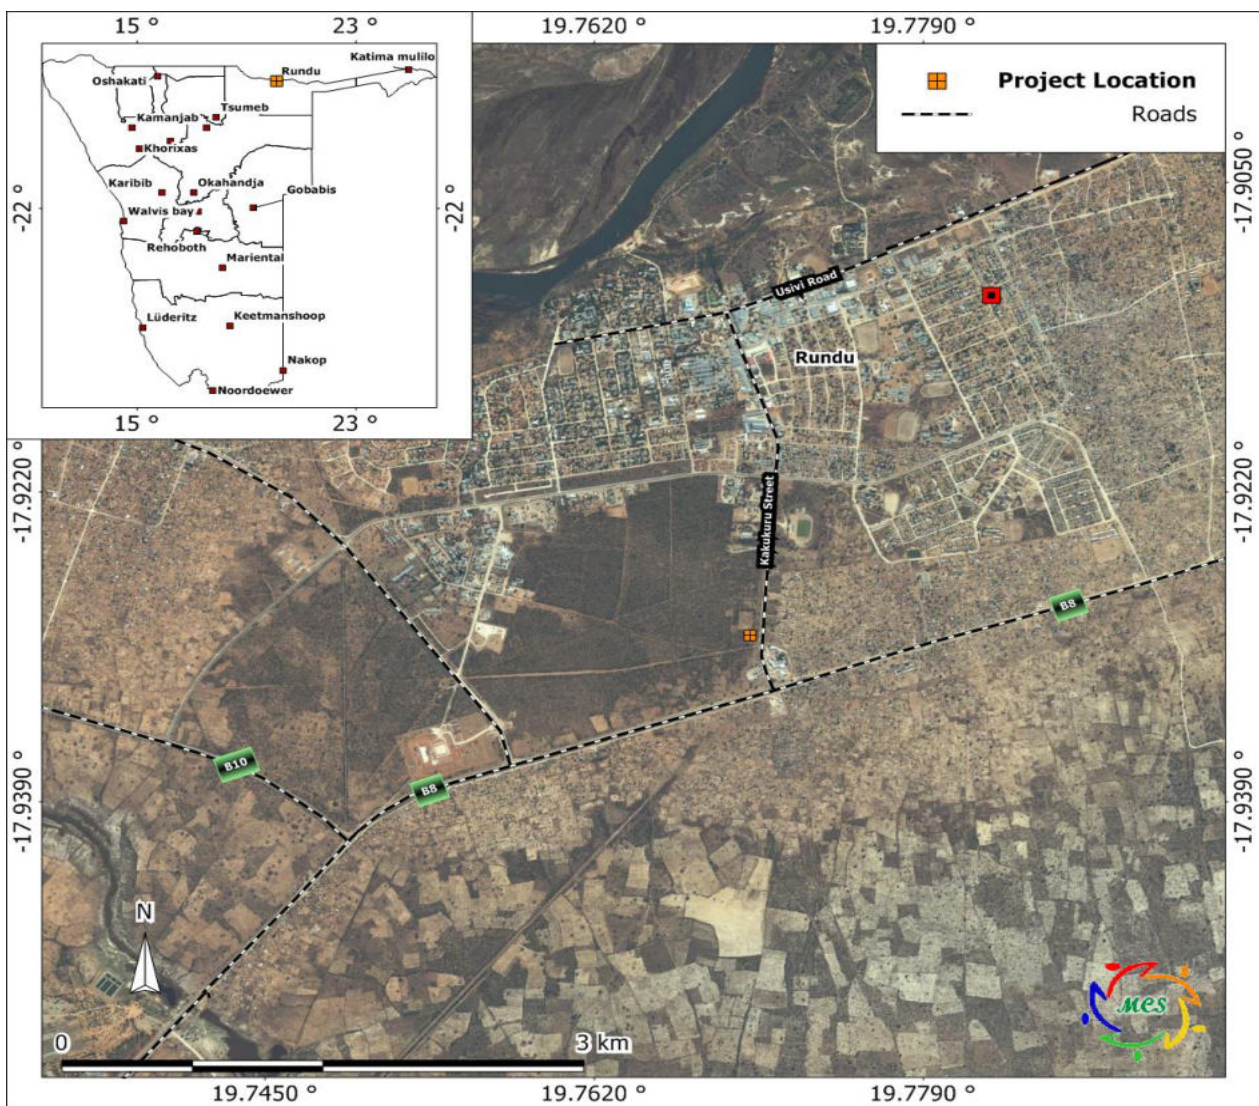 15 °
23 °
19.7620 °
19.7790 °
Katima mulilo
Rundu
Oshakati
Tsumeb
Kamanjab
Khorixas
Karibib
Okahandja
Gobabis
Walvis bay
Rehoboth
Mariental
Lüderitz
Keetmanshoop
Nakop
Noordoewer
-22 °
-22 °
15 °
23 °
Project Location
Roads
-17.9050 °
Usivi Road
Rundu
-17.9220 °
-17.9220 °
Kakukuru Street
B8
B10
B8
-17.9390 °
-17.9390 °
N
MCS
0
3 km
19.7450 °
19.7620 °
19.7790 °